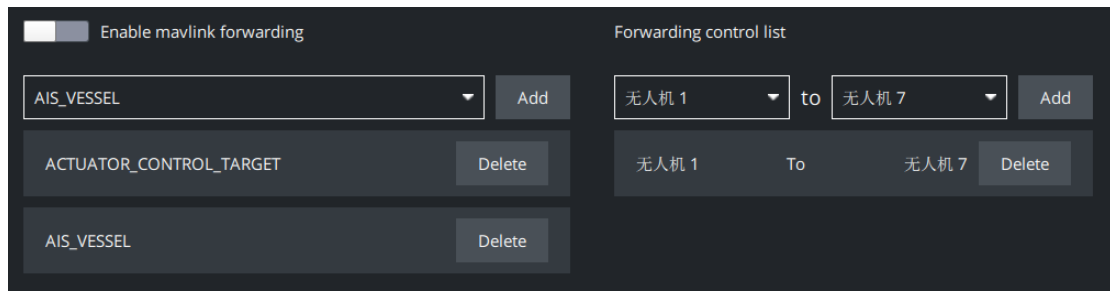 Enable mavlink forwarding
AIS_VESSEL Add
ACTUATOR_CONTROL_TARGET Delete
AIS_VESSEL Delete
Forwarding control list
无人机 1 to 无人机 7 Add
无人机 1 To 无人机 7 Delete